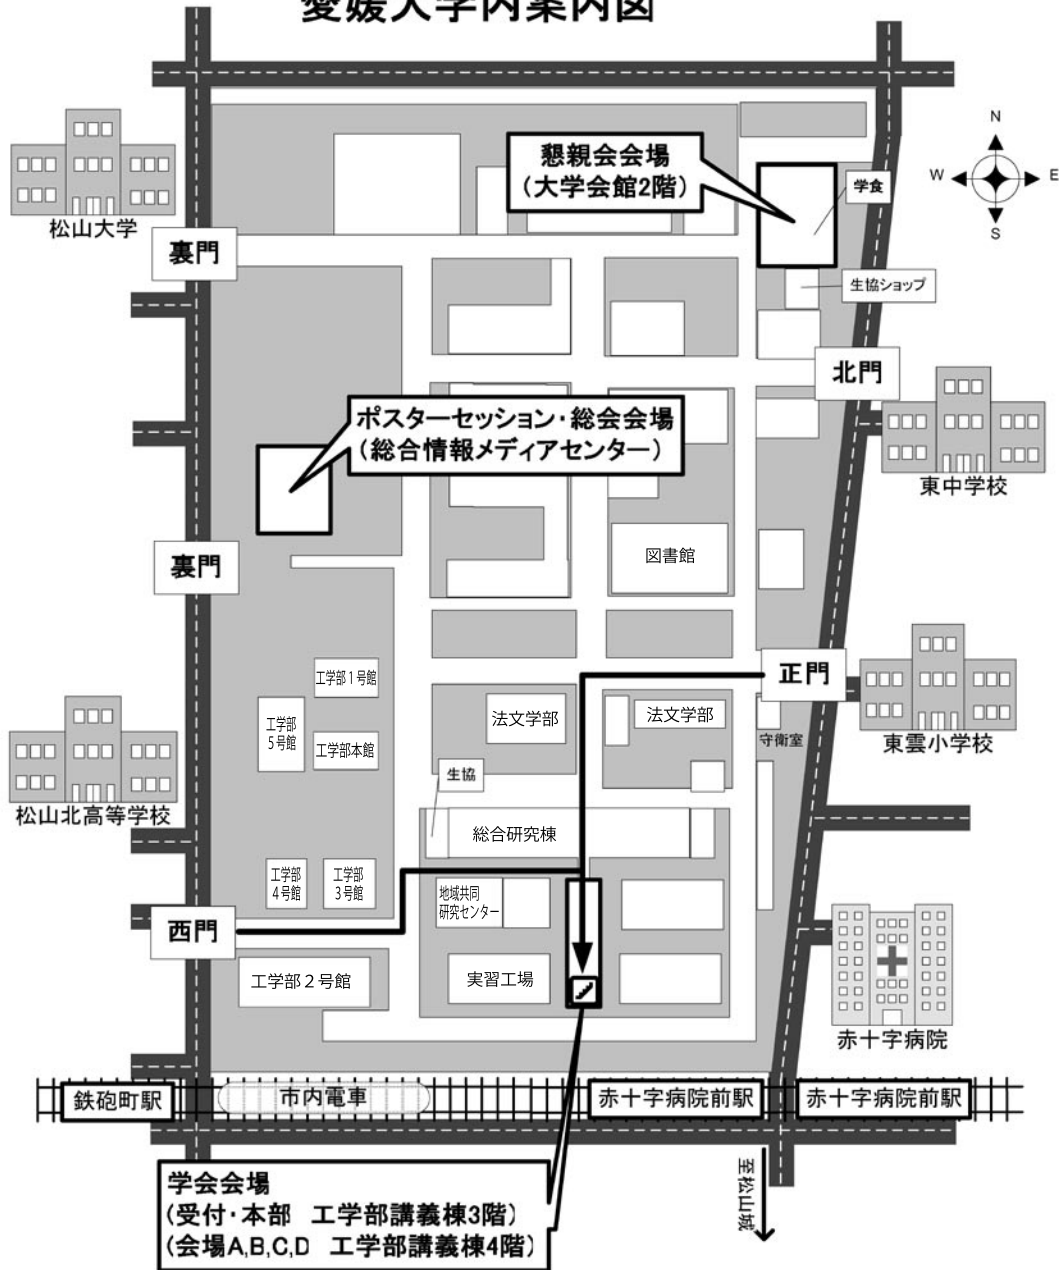 愛媛大学内案内図
N
W
E
S
懇親会会場
(大学会館2階)
学食
松山大学
裏門
生協ショップ
北門
ポスターセッション・総会会場
(総合情報メディアセンター)
東中学校
図書館
裏門
工学部1号館
正門
工学部
5号館
法文学部
法文学部
工学部本館
守衛室
東雲小学校
生協
松山北高等学校
総合研究棟
工学部
4号館
工学部
3号館
地域共同
研究センター
西門
工学部2号館
実習工場
赤十字病院
鉄砲町駅
市内電車
赤十字病院前駅
赤十字病院前駅
至松山城
学会会場
(受付・本部 工学部講義棟3階)
(会場A,B,C,D 工学部講義棟4階)